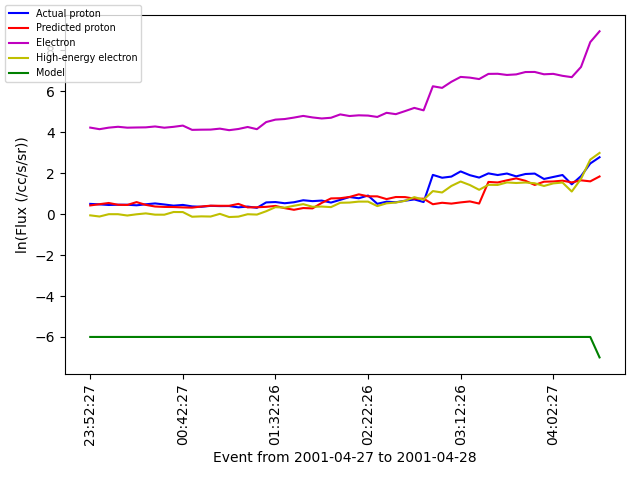 Actual proton
Predicted proton
Electron
High-energy electron
Model
8
6
4
2
0
−2
−4
−6
ln(Flux (/cc/s/sr))
23:52:27
00:42:27
01:32:26
02:22:26
03:12:26
04:02:27
Event from 2001-04-27 to 2001-04-28